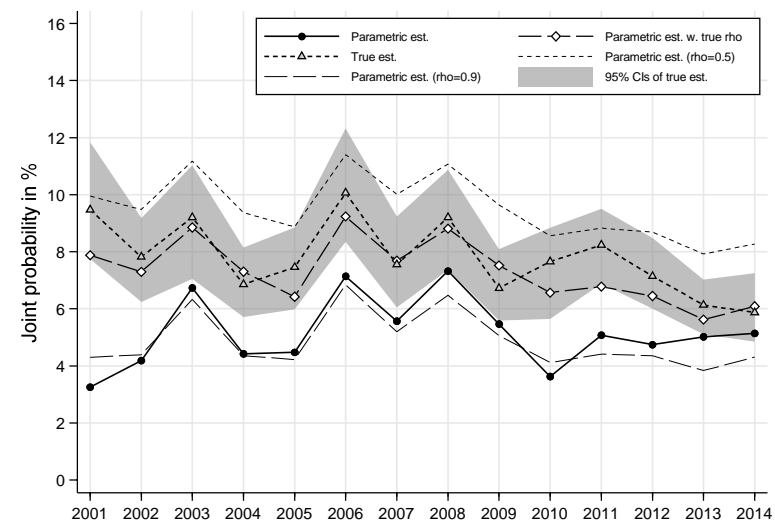 Parametric est.
Parametric est. w. true rho
True est.
Parametric est. (rho=0.5)
Parametric est. (rho=0.9)
95% CIs of true est.
Joint probability in %
16
14
12
10
8
6
4
2
0
2001 2002 2003 2004 2005 2006 2007 2008 2009 2010 2011 2012 2013 2014